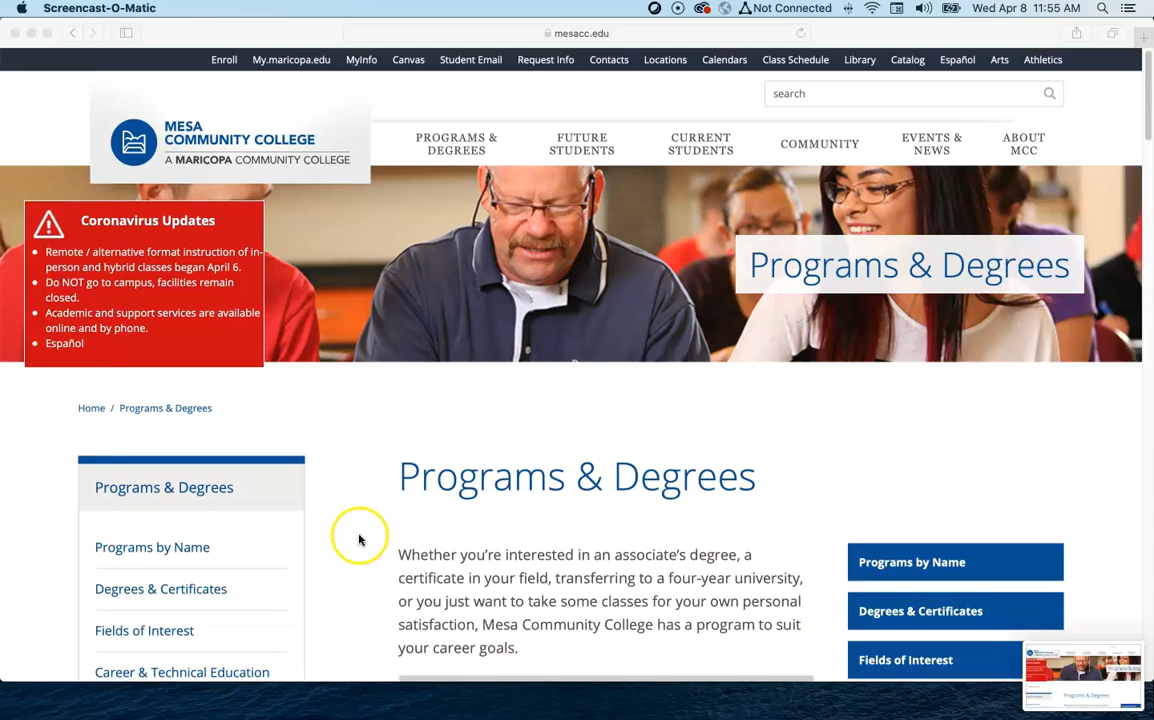 Screencast-O-Matic
Not Connected
Wed Apr 8 11:55 AM
mesacc.edu
Enroll My.maricopa.edu MyInfo Canvas Student Email Request Info Contacts Locations Calendars Class Schedule Library Catalog Español Arts Athletics
search
MESA
COMMUNITY COLLEGE
A MARICOPA COMMUNITY COLLEGE
PROGRAMS &
DEGREES
FUTURE
STUDENTS
CURRENT
STUDENTS
COMMUNITY
EVENTS &
NEWS
ABOUT
MCC
Coronavirus Updates
Remote / alternative format instruction of in-
person and hybrid classes began April 6.
Do NOT go to campus, facilities remain
closed.
Academic and support services are available
online and by phone.
Español
Programs & Degrees
Home / Programs & Degrees
Programs & Degrees
Programs by Name
Degrees & Certificates
Fields of Interest
Career & Technical Education
Programs & Degrees
Whether you're interested in an associate's degree, a
certificate in your field, transferring to a four-year university,
or you just want to take some classes for your own personal
satisfaction, Mesa Community College has a program to suit
your career goals.
Programs by Name
Degrees & Certificates
Fields of Interest
Programs & Degrees